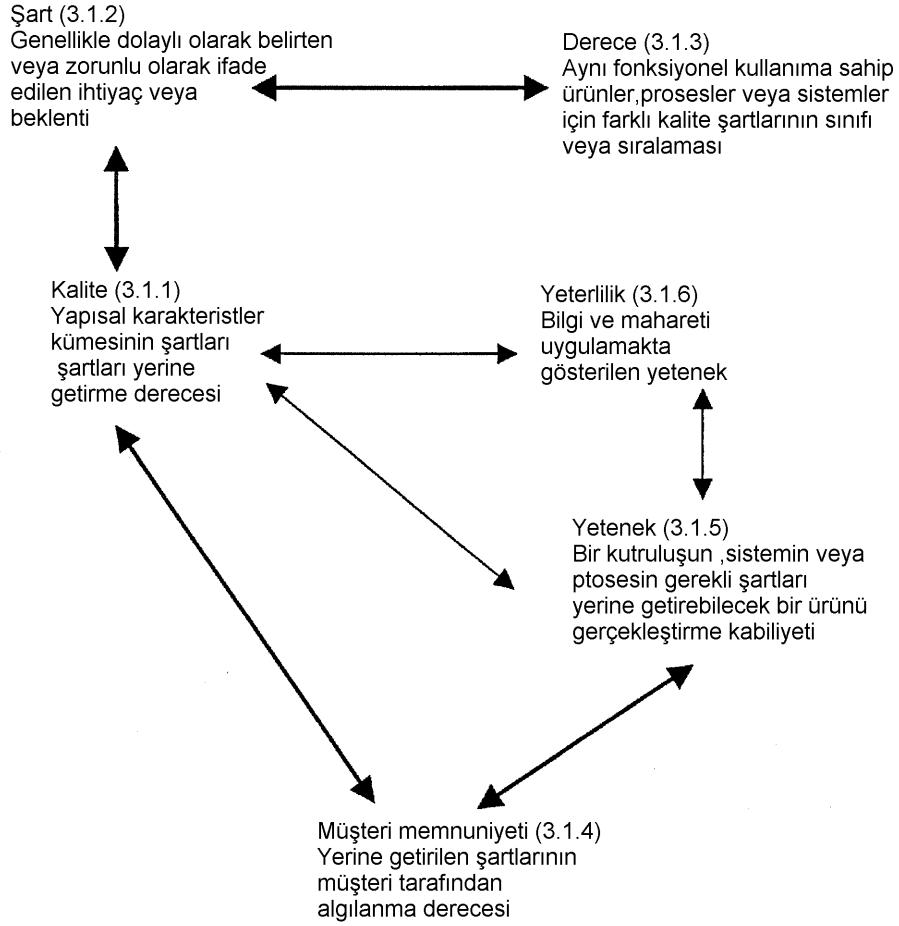 Şart (3.1.2)
Genellikle dolaylı olarak belirten
veya zorunlu olarak ifade
edilen ihtiyaç veya
beklenti
Derece (3.1.3)
Aynı fonksiyonel kullanıma sahip
ürünler,prosesler veya sistemler
için farklı kalite şartlarının sınıfı
veya sıralaması
Kalite (3.1.1)
Yapısal karakteristler
kümesinin şartları
şartları yerine
getirme derecesi
Yeterlilik (3.1.6)
Bilgi ve mahareti
uygulamakta
gösterilen yetenek
Yetenek (3.1.5)
Bir kutruluşun ,sistemin veya
ptosesin gerekli şartları
yerine getirebilecek bir ürünü
gerçekleştirme kabiliyeti
Müşteri memnuniyeti (3.1.4)
Yerine getirilen şartlarının
müşteri tarafından
algılanma derecesi